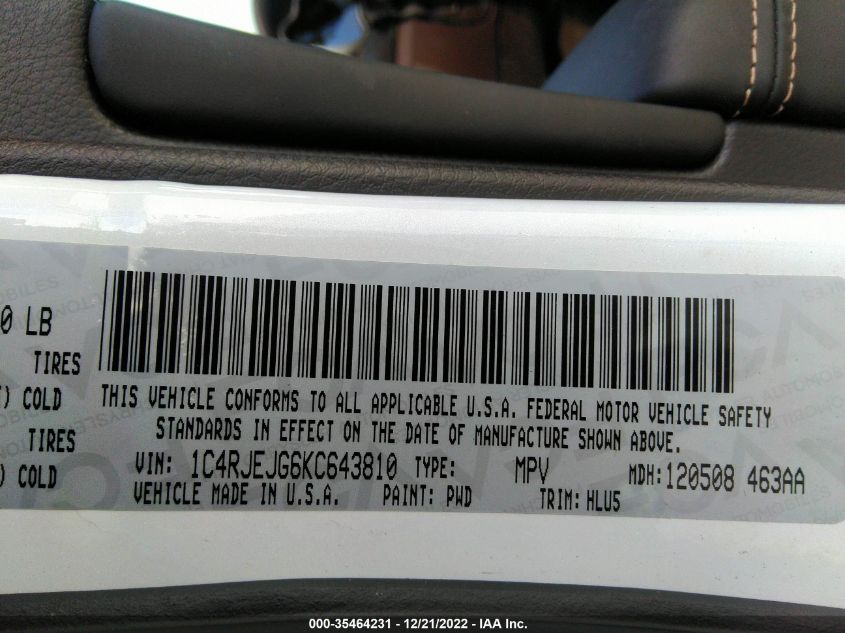 0 LB
TIRES
) COLD
TIRES
) COLD
THIS VEHICLE CONFORMS TO ALL APPLICABLE U.S.A. FEDERAL MOTOR VEHICLE SAFETY
STANDARDS IN EFFECT ON THE DATE OF MANUFACTURE SHOWN ABOVE.
VIN: 1C4RJEJG6KC643810 TYPE: MPV MDH:120508 463AA
VEHICLE MADE IN U.S.A. PAINT: PWD TRIM: HLU5
000-35464231 - 12/21/2022 - IAA Inc.